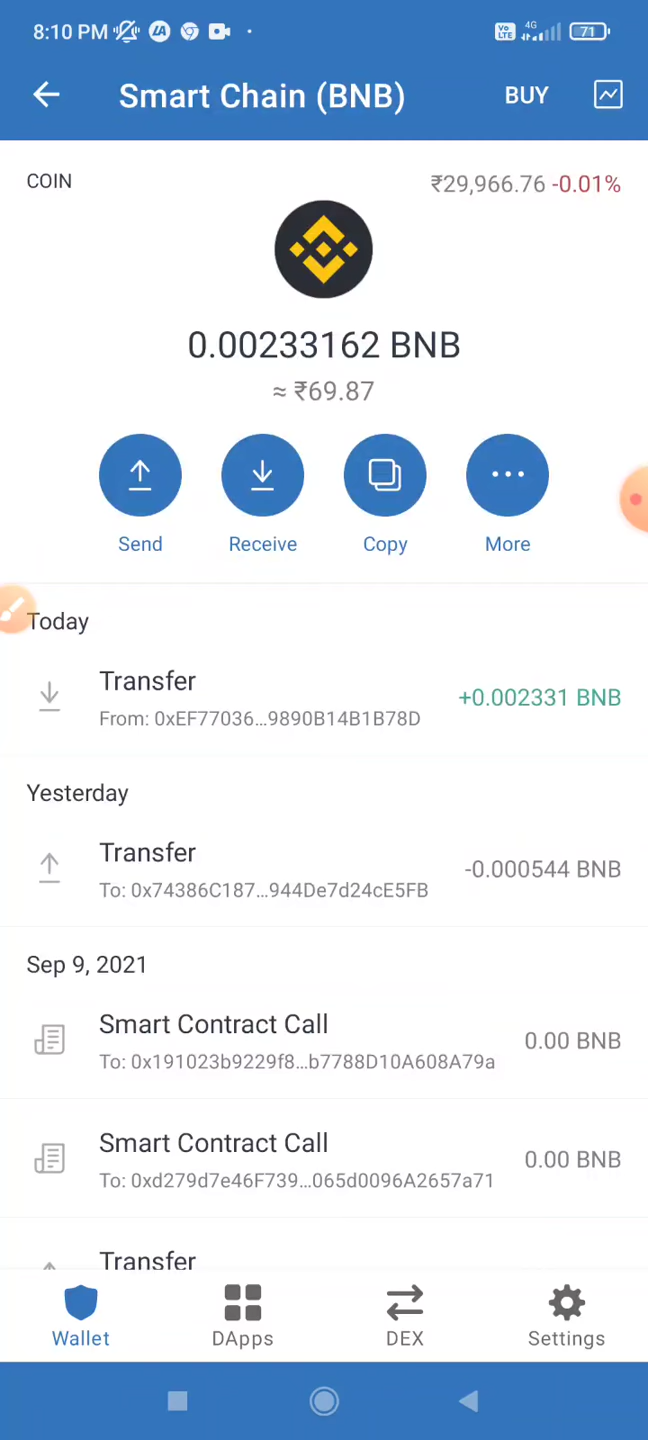 8:10 PM
Vo LTE 4G 71
Smart Chain (BNB) BUY
COIN ₹29,966.76 -0.01%
0.00233162 BNB
≈ ₹69.87
Send Receive Copy More
Today
Transfer
+0.002331 BNB
From: 0xEF77036...9890B14B1B78D
Yesterday
Transfer
-0.000544 BNB
To: 0x74386C187...944De7d24cE5FB
Sep 9, 2021
Smart Contract Call
0.00 BNB
To: 0x191023b9229f8...b7788D10A608A79a
Smart Contract Call
0.00 BNB
To: 0xd279d7e46F739...065d0096A2657a71
Transfer
Wallet DApps DEX Settings